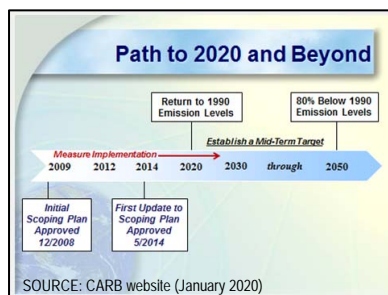 Path to 2020 and Beyond
Return to 1990
Emission Levels
80% Below 1990
Emission Levels
Establish a Mid-Term Target
Measure Implementation
2009 2012 2014 2020 2030 through 2050
Initial
Scoping Plan
Approved
12/2008
First Update to
Scoping Plan
Approved
5/2014
SOURCE: CARB website (January 2020)